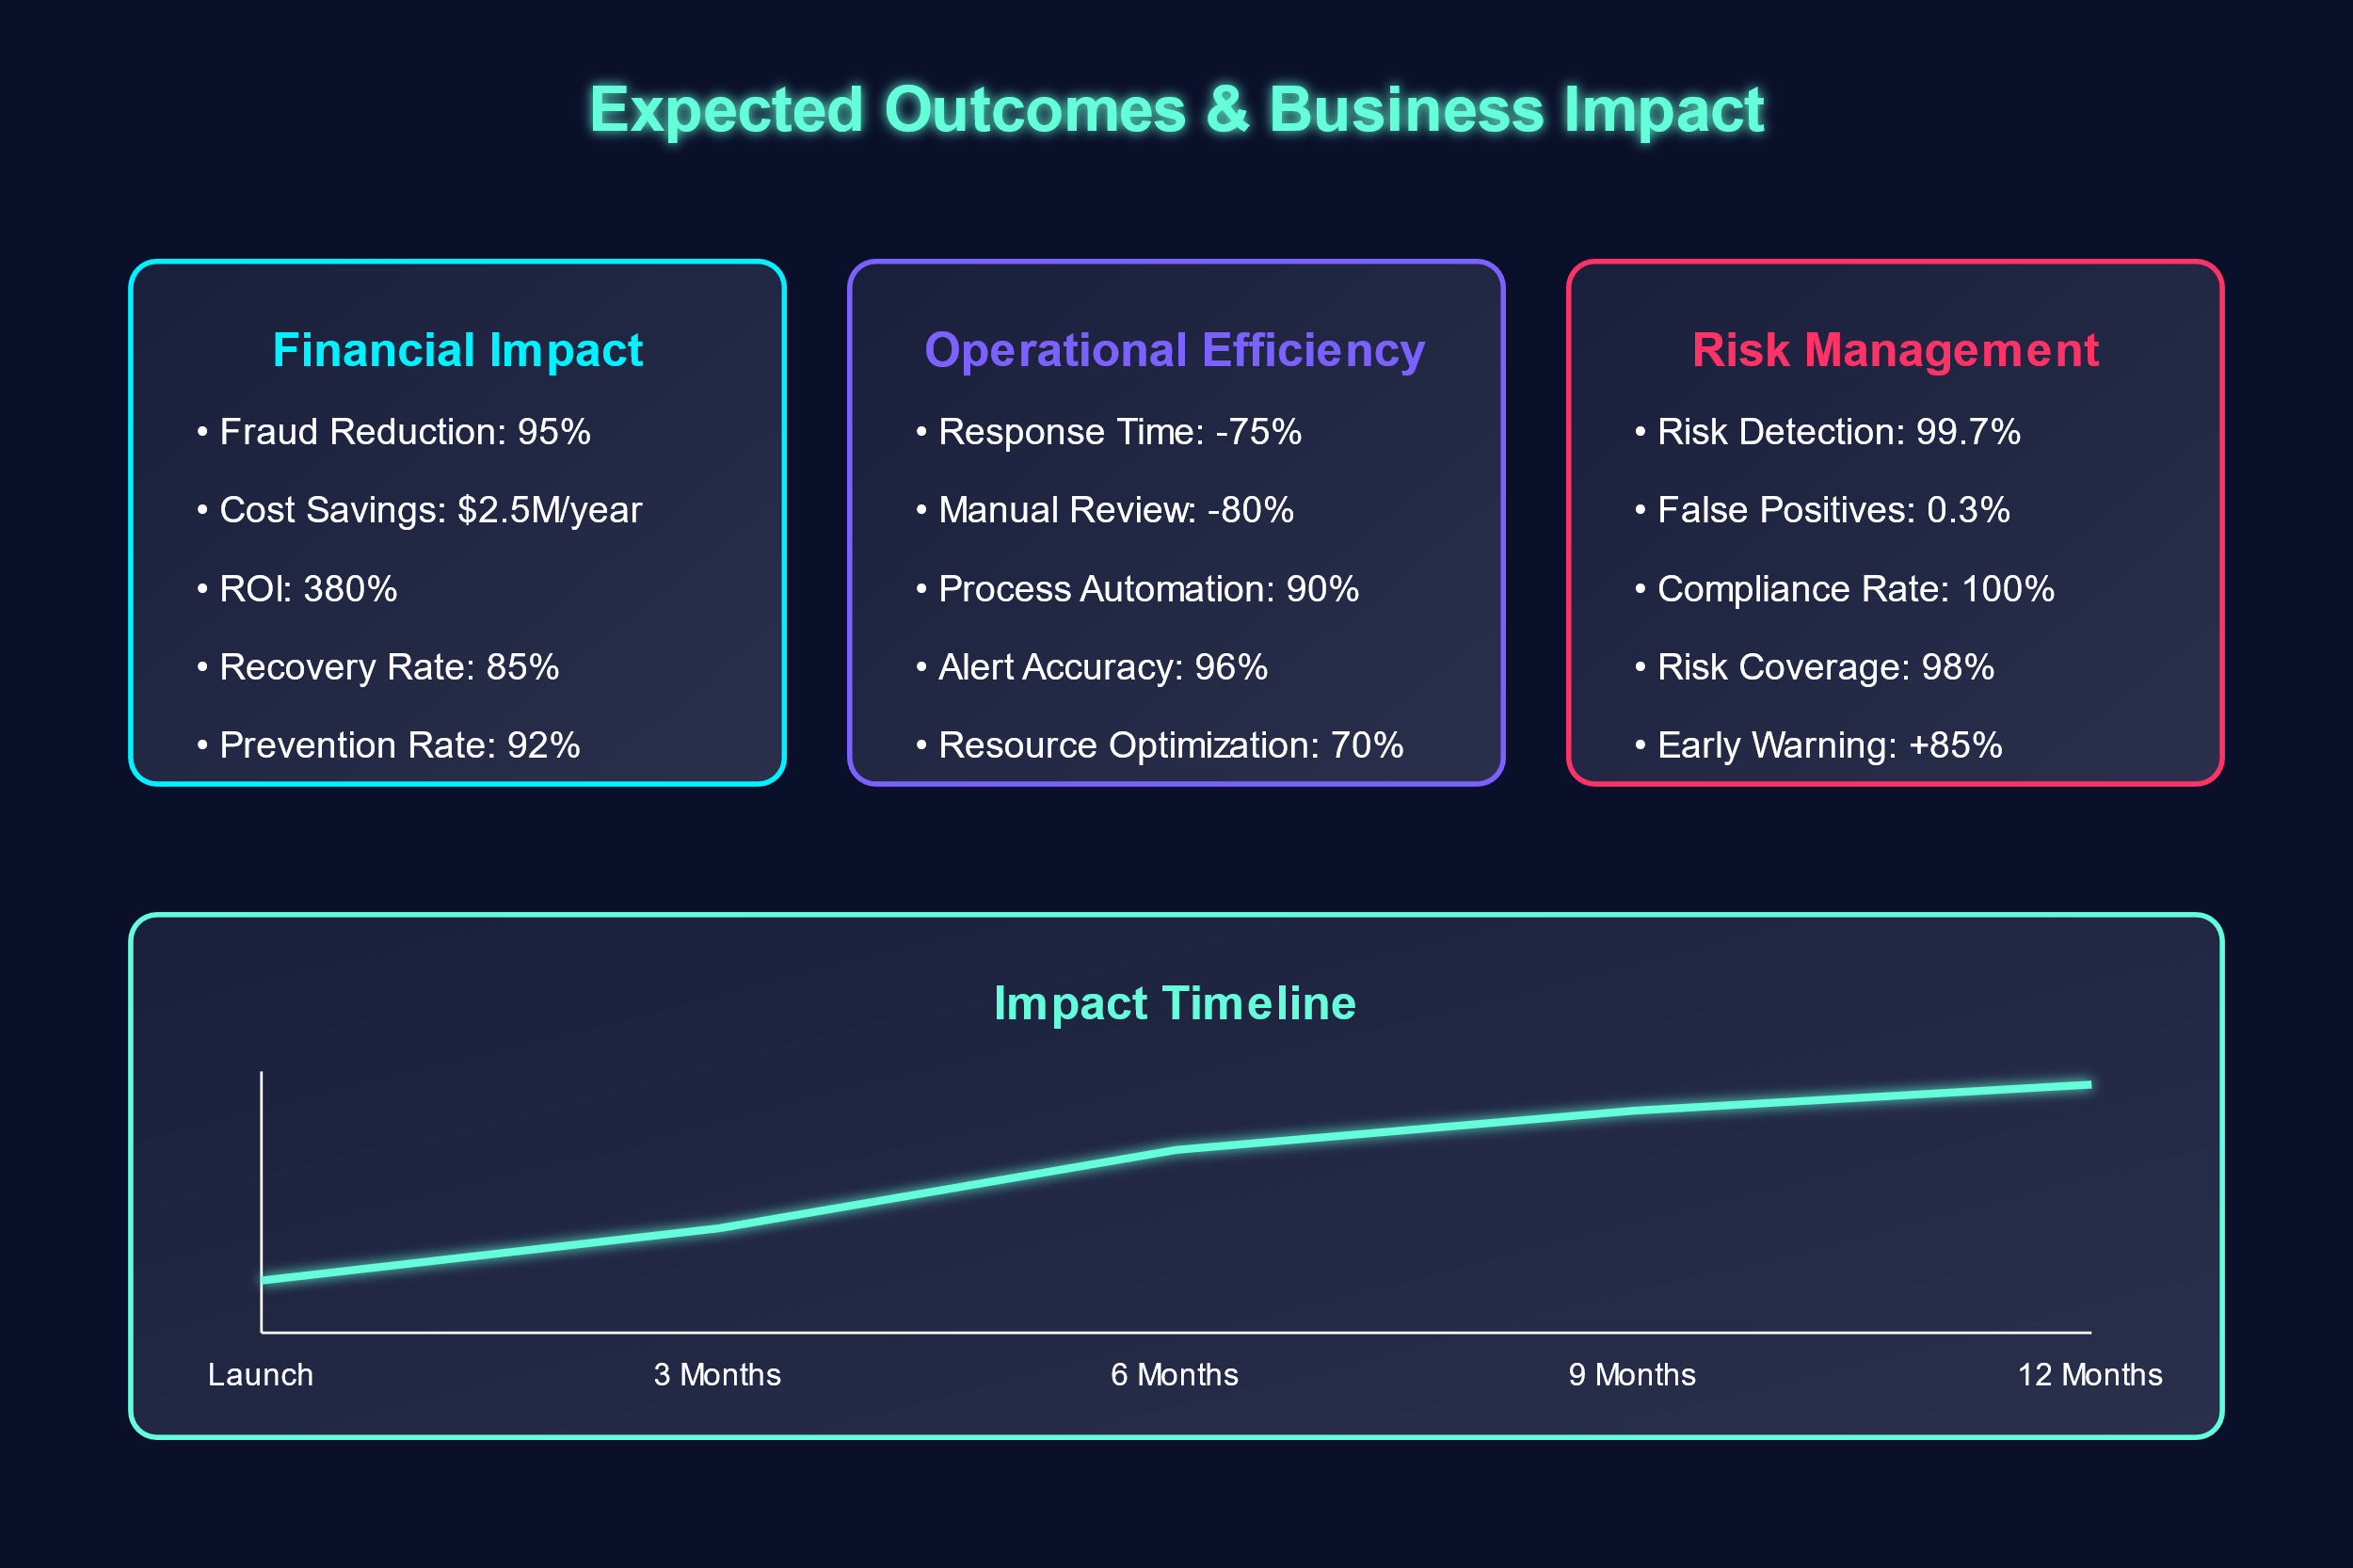 Expected Outcomes & Business Impact
Financial Impact
• Fraud Reduction: 95%
• Cost Savings: $2.5M/year
• ROI: 380%
• Recovery Rate: 85%
• Prevention Rate: 92%
Operational Efficiency
• Response Time: -75%
• Manual Review: -80%
• Process Automation: 90%
• Alert Accuracy: 96%
• Resource Optimization: 70%
Risk Management
• Risk Detection: 99.7%
• False Positives: 0.3%
• Compliance Rate: 100%
• Risk Coverage: 98%
• Early Warning: +85%
Impact Timeline
Launch
3 Months
6 Months
9 Months
12 Months